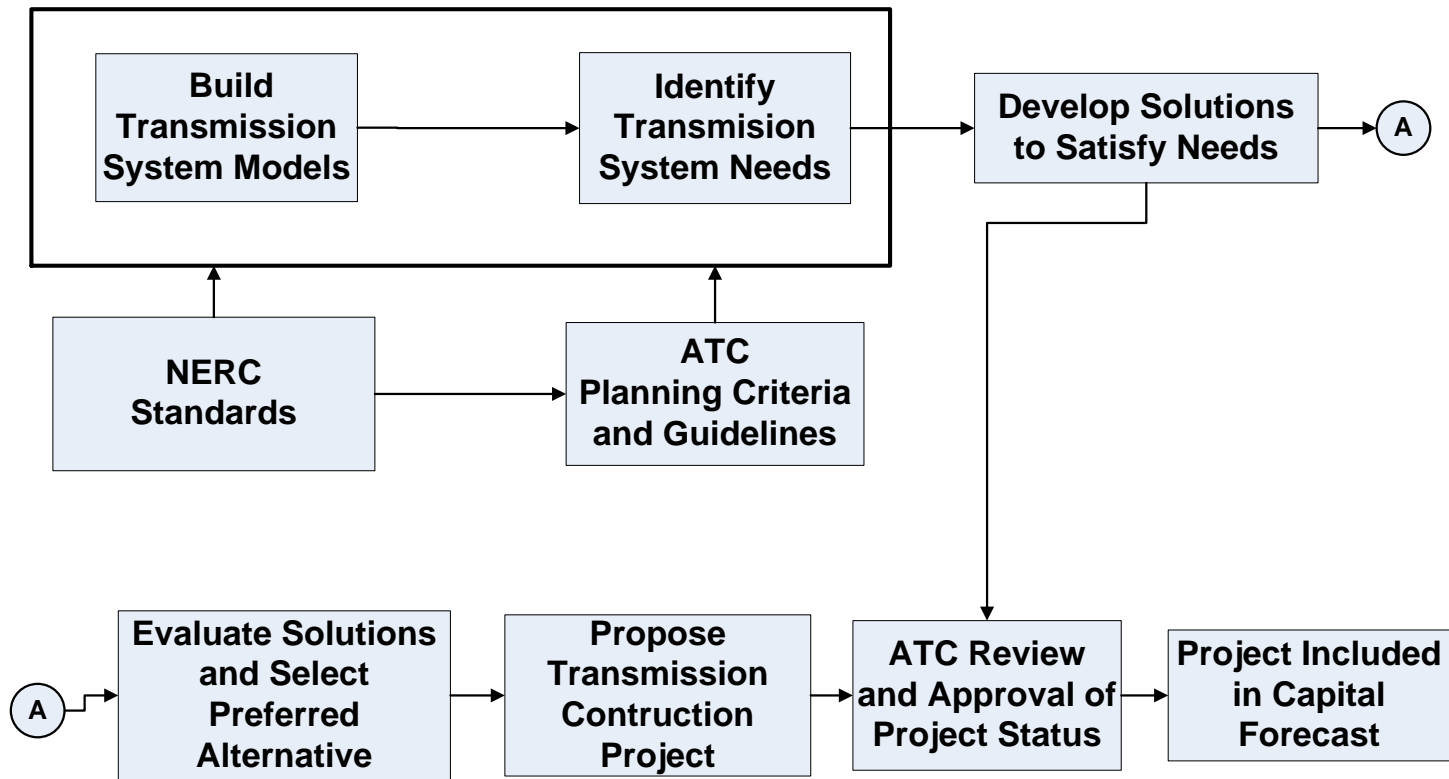 Build
Transmission
System Models
Identify
Transmision
System Needs
Develop Solutions
to Satisfy Needs
A
NERC
Standards
ATC
Planning Criteria
and Guidelines
A
Evaluate Solutions
and Select
Preferred
Alternative
Propose
Transmission
Contruction
Project
ATC Review
and Approval of
Project Status
Project Included
in Capital
Forecast